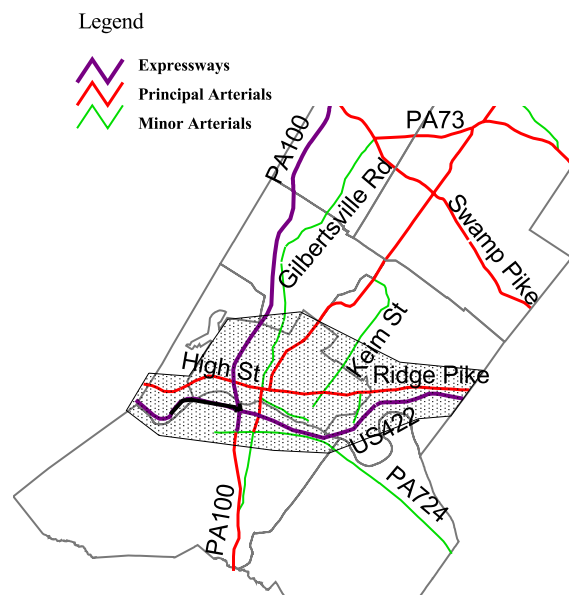 Legend
Expressways
Principal Arterials
Minor Arterials
PA100
PA73
Gilbertsville Rd
Swamp Pike
Keim St
High St
Ridge Pike
US422
PA724
PA100